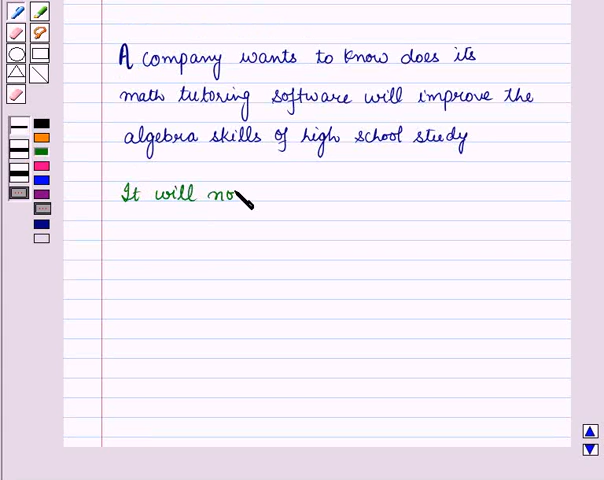 A company wants to know does its
math tutoring software will improve the
algebra skills of high school study
It will no